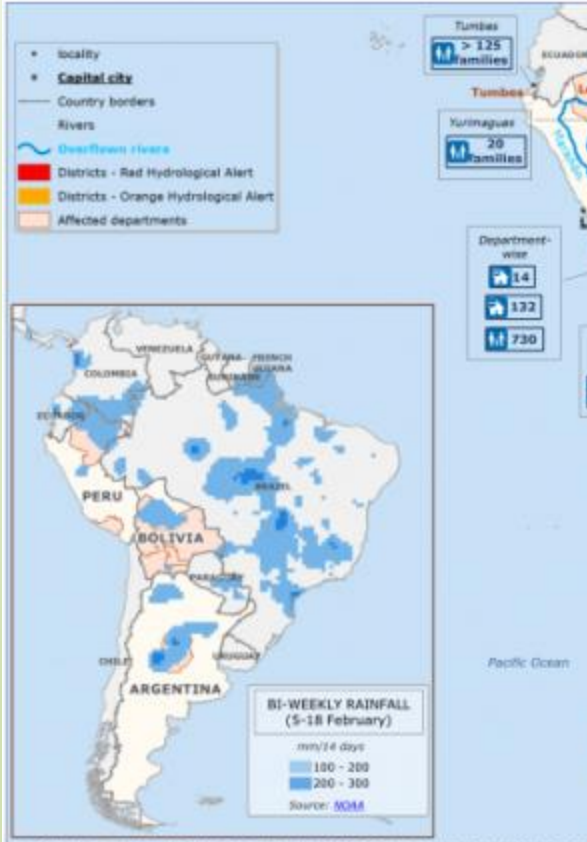 locality
Capital city
Country borders
Rivers
Overflown rivers
Districts - Red Hydrological Alert
Districts - Orange Hydrological Alert
Affected departments
Tumbes
> 125
families
ECUADOR
Tumbes
Yurimaguas
20
families
Marañón
Department-
wise
14
132
730
VENEZUELA
GUYANA
FRENCH
GUIANA
SURINAME
COLOMBIA
ECUADOR
BRAZIL
PERU
BOLIVIA
PARAGUAY
CHILE
URUGUAY
ARGENTINA
Pacific Ocean
BI-WEEKLY RAINFALL
(5-18 February)
mm/14 days
100 - 200
200 - 300
Source: NOAA